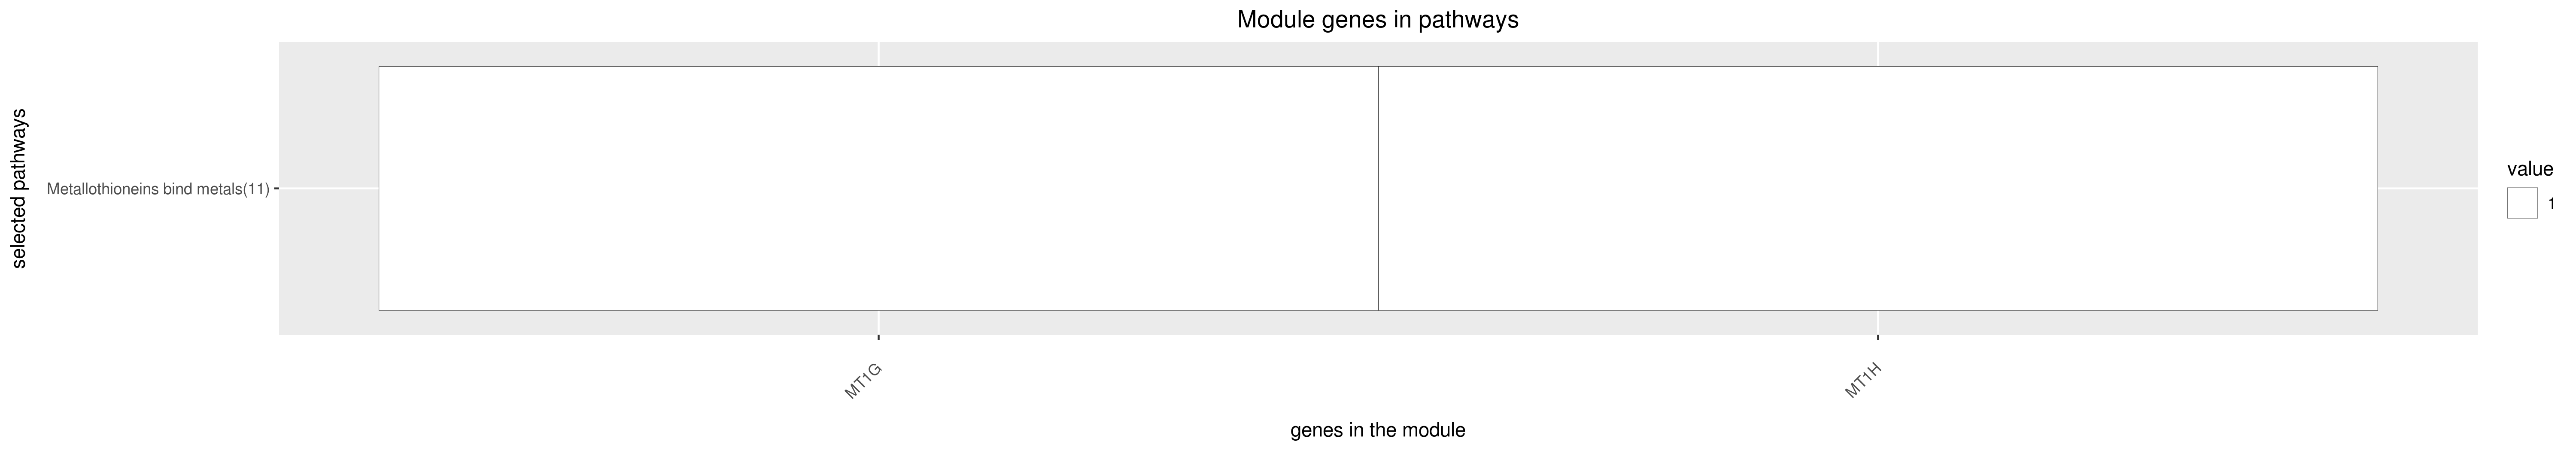 Module genes in pathways
selected pathways
Metallothioneins bind metals(11)
value
1
MT1G
MT1H
genes in the module